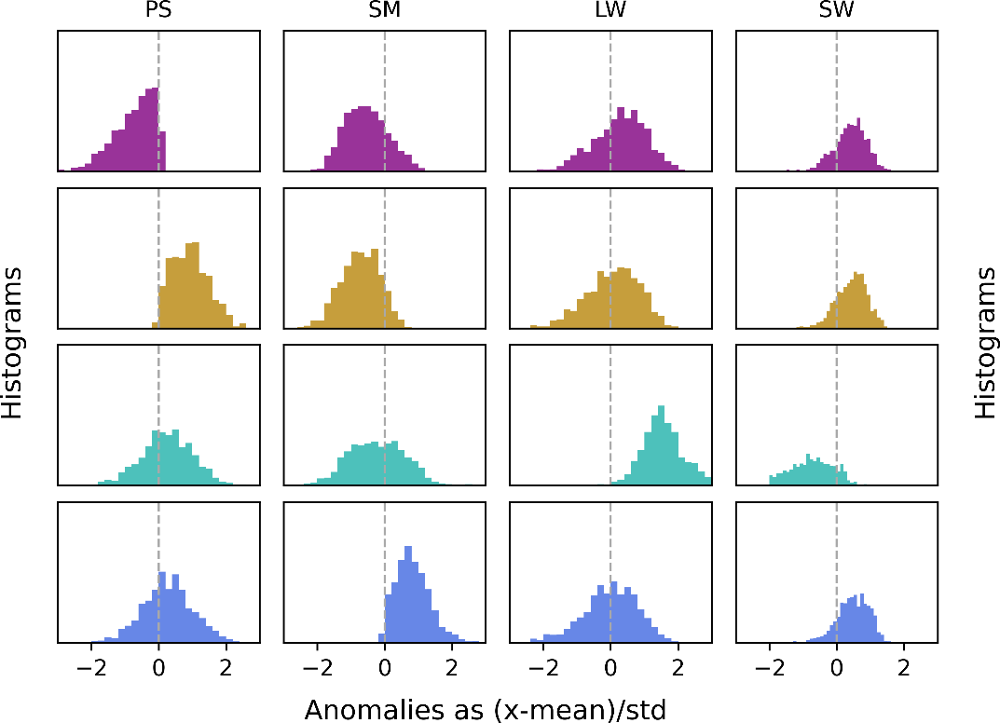 PS SM LW SW
Histograms
Histograms
−2 0 2 −2 0 2 −2 0 2 −2 0 2
Anomalies as (x-mean)/std